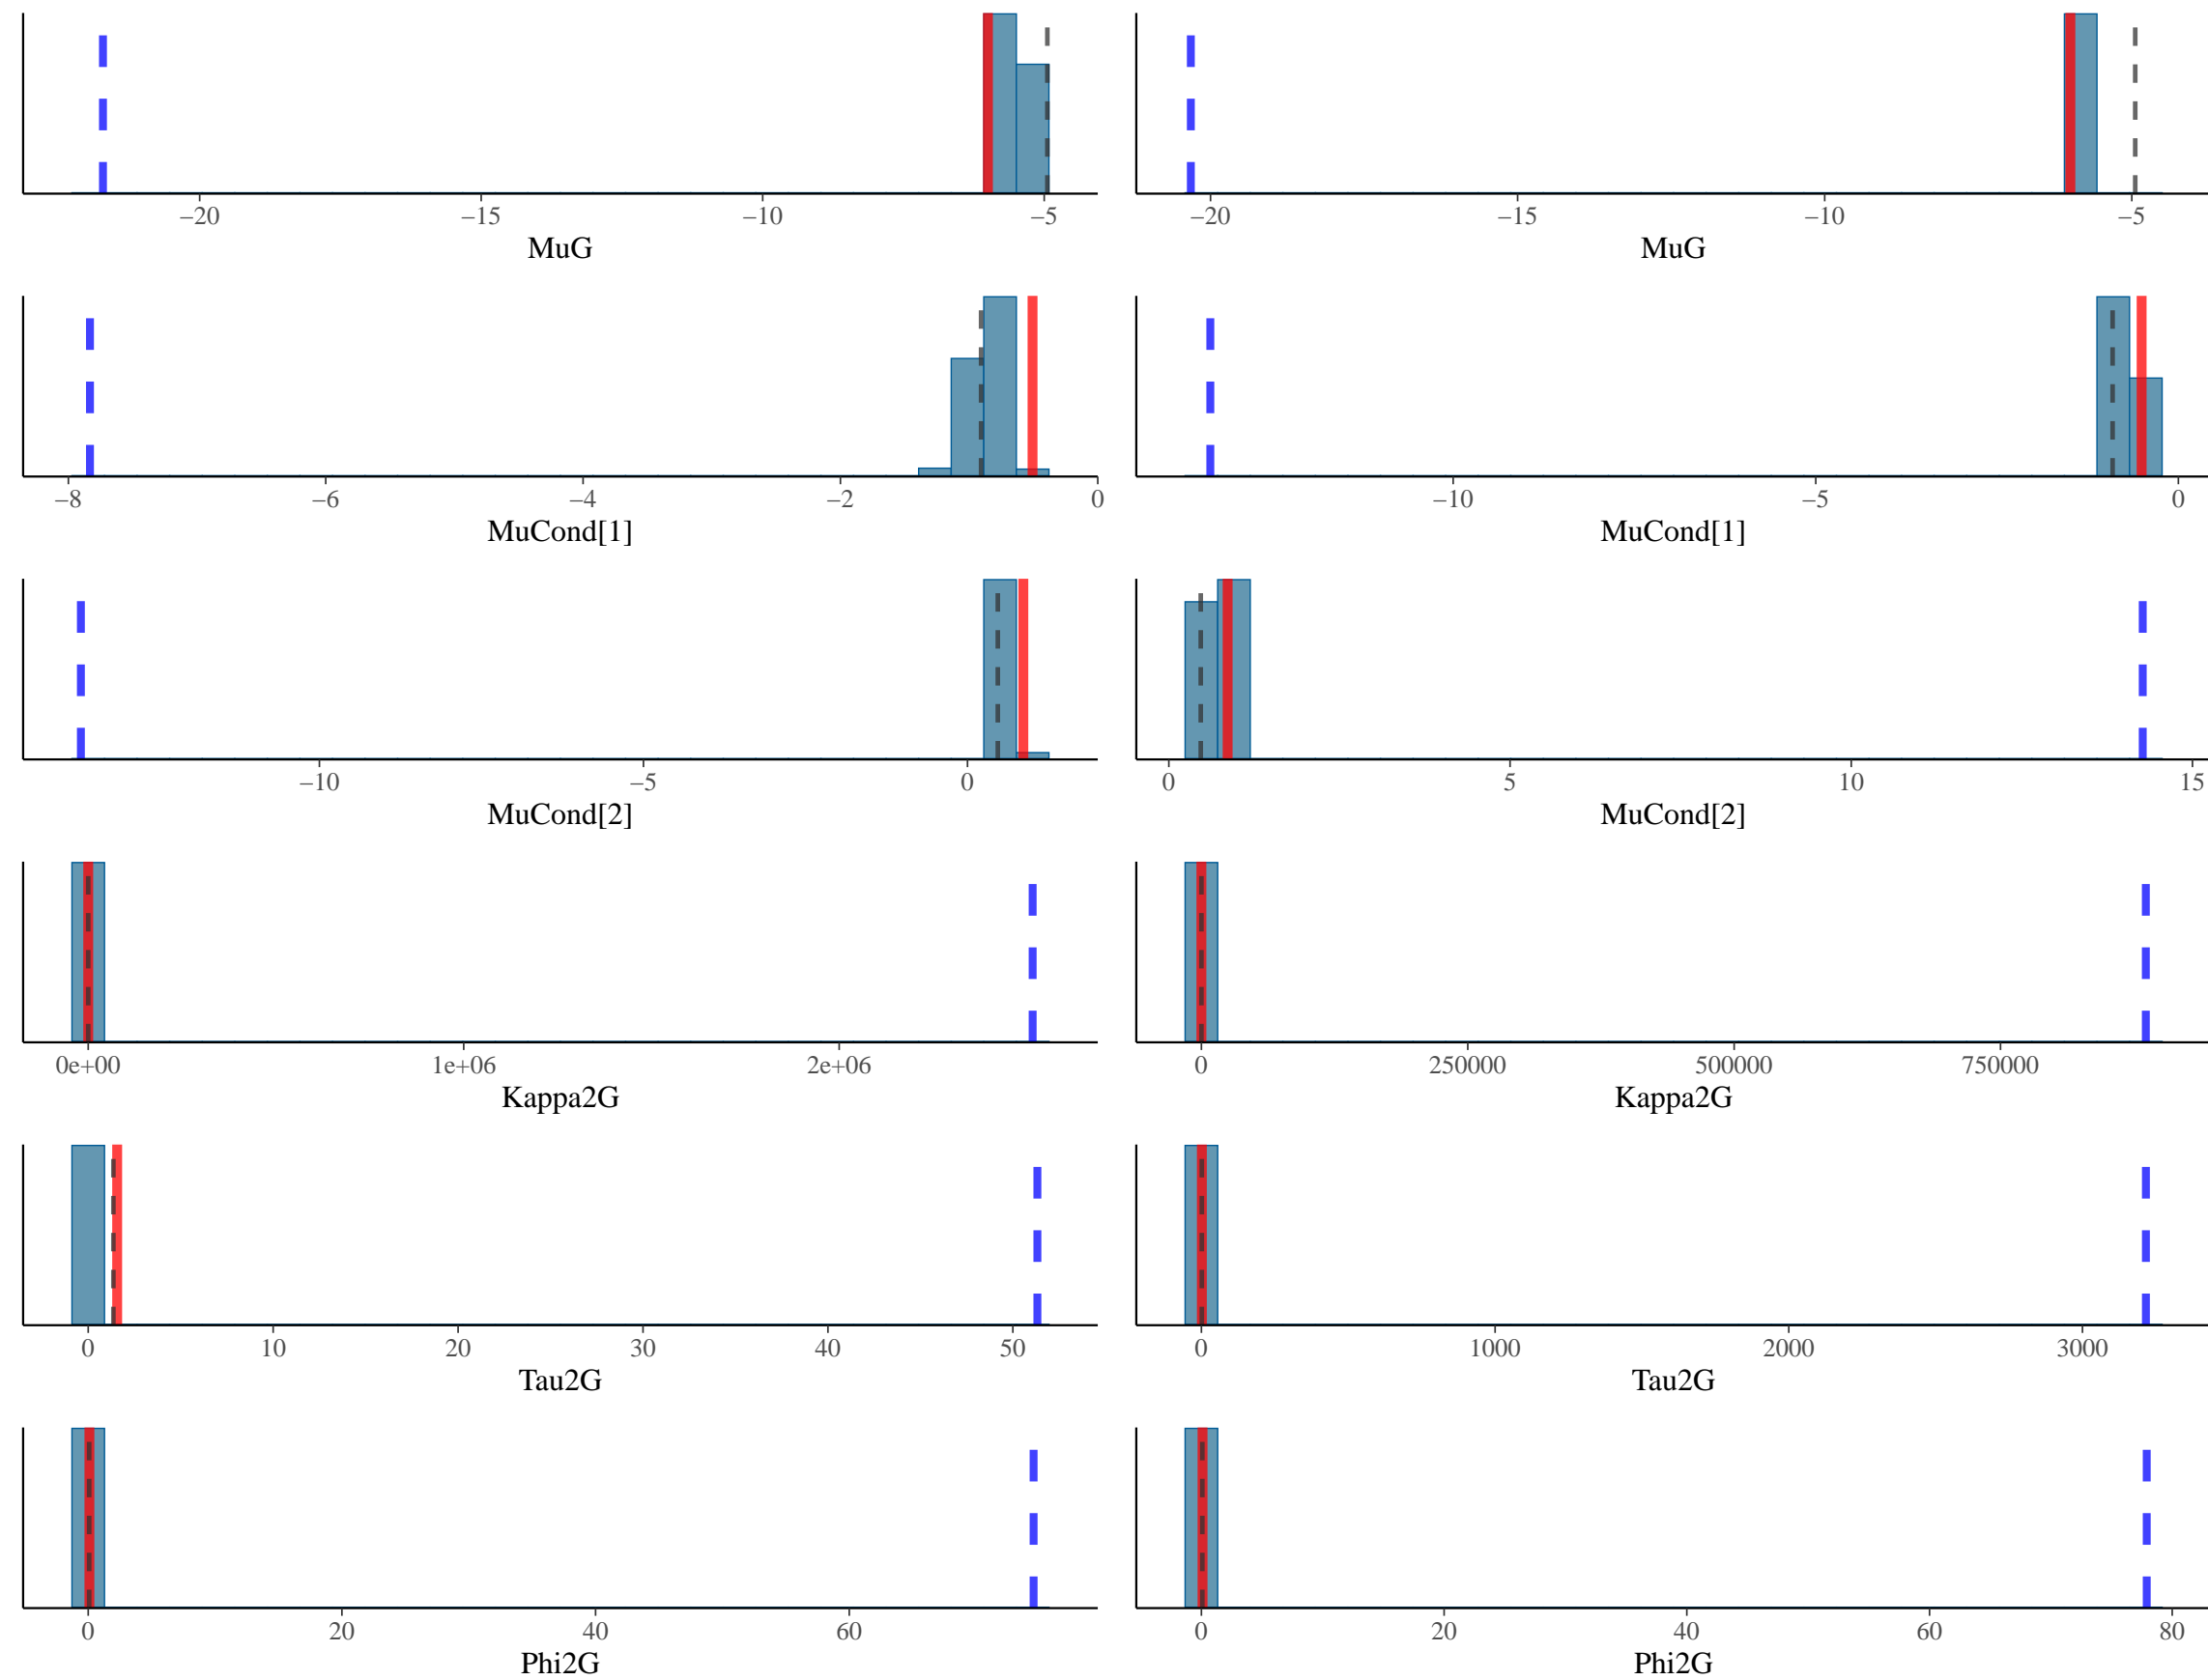 −20 −15 −10 −5 −20 −15 −10 −5
MuG MuG
−8 −6 −4 −2 0 −10 −5 0
MuCond[1] MuCond[1]
−10 −5 0 0 5 10 15
MuCond[2] MuCond[2]
0e+00 1e+06 2e+06 0 250000 500000 750000
Kappa2G Kappa2G
0 10 20 30 40 50 0 1000 2000 3000
Tau2G Tau2G
0 20 40 60 0 20 40 60 80
Phi2G Phi2G